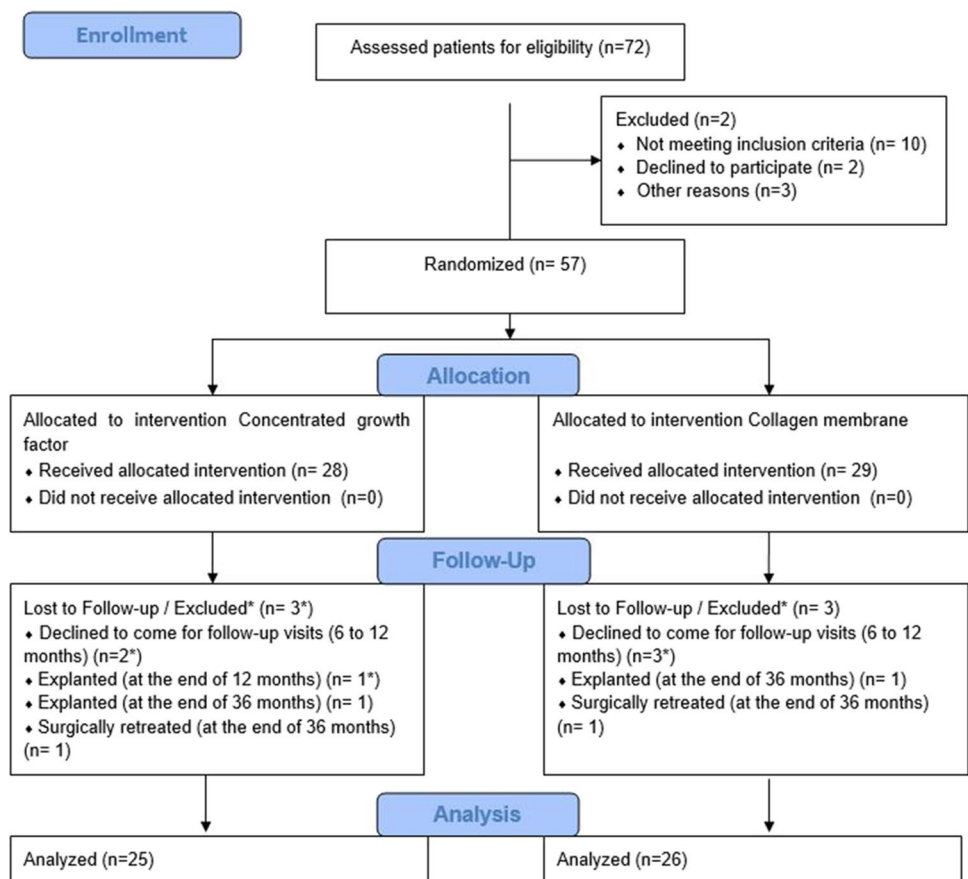 Enrollment
Assessed patients for eligibility (n=72)
Excluded (n=2)
♦ Not meeting inclusion criteria (n= 10)
♦ Declined to participate (n= 2)
♦ Other reasons (n=3)
Randomized (n= 57)
Allocation
Allocated to intervention Concentrated growth
factor
♦ Received allocated intervention (n= 28)
♦ Did not receive allocated intervention (n=0)
Allocated to intervention Collagen membrane
♦ Received allocated intervention (n= 29)
♦ Did not receive allocated intervention (n=0)
Follow-Up
Lost to Follow-up / Excluded* (n= 3*)
♦ Declined to come for follow-up visits (6 to 12
months) (n=2*)
♦ Explanted (at the end of 12 months) (n= 1*)
♦ Explanted (at the end of 36 months) (n= 1)
♦ Surgically retreated (at the end of 36 months)
(n= 1)
Lost to Follow-up / Excluded* (n= 3)
♦ Declined to come for follow-up visits (6 to 12
months) (n=3*)
♦ Explanted (at the end of 36 months) (n= 1)
♦ Surgically retreated (at the end of 36 months)
(n= 1)
Analysis
Analyzed (n=25)
Analyzed (n=26)